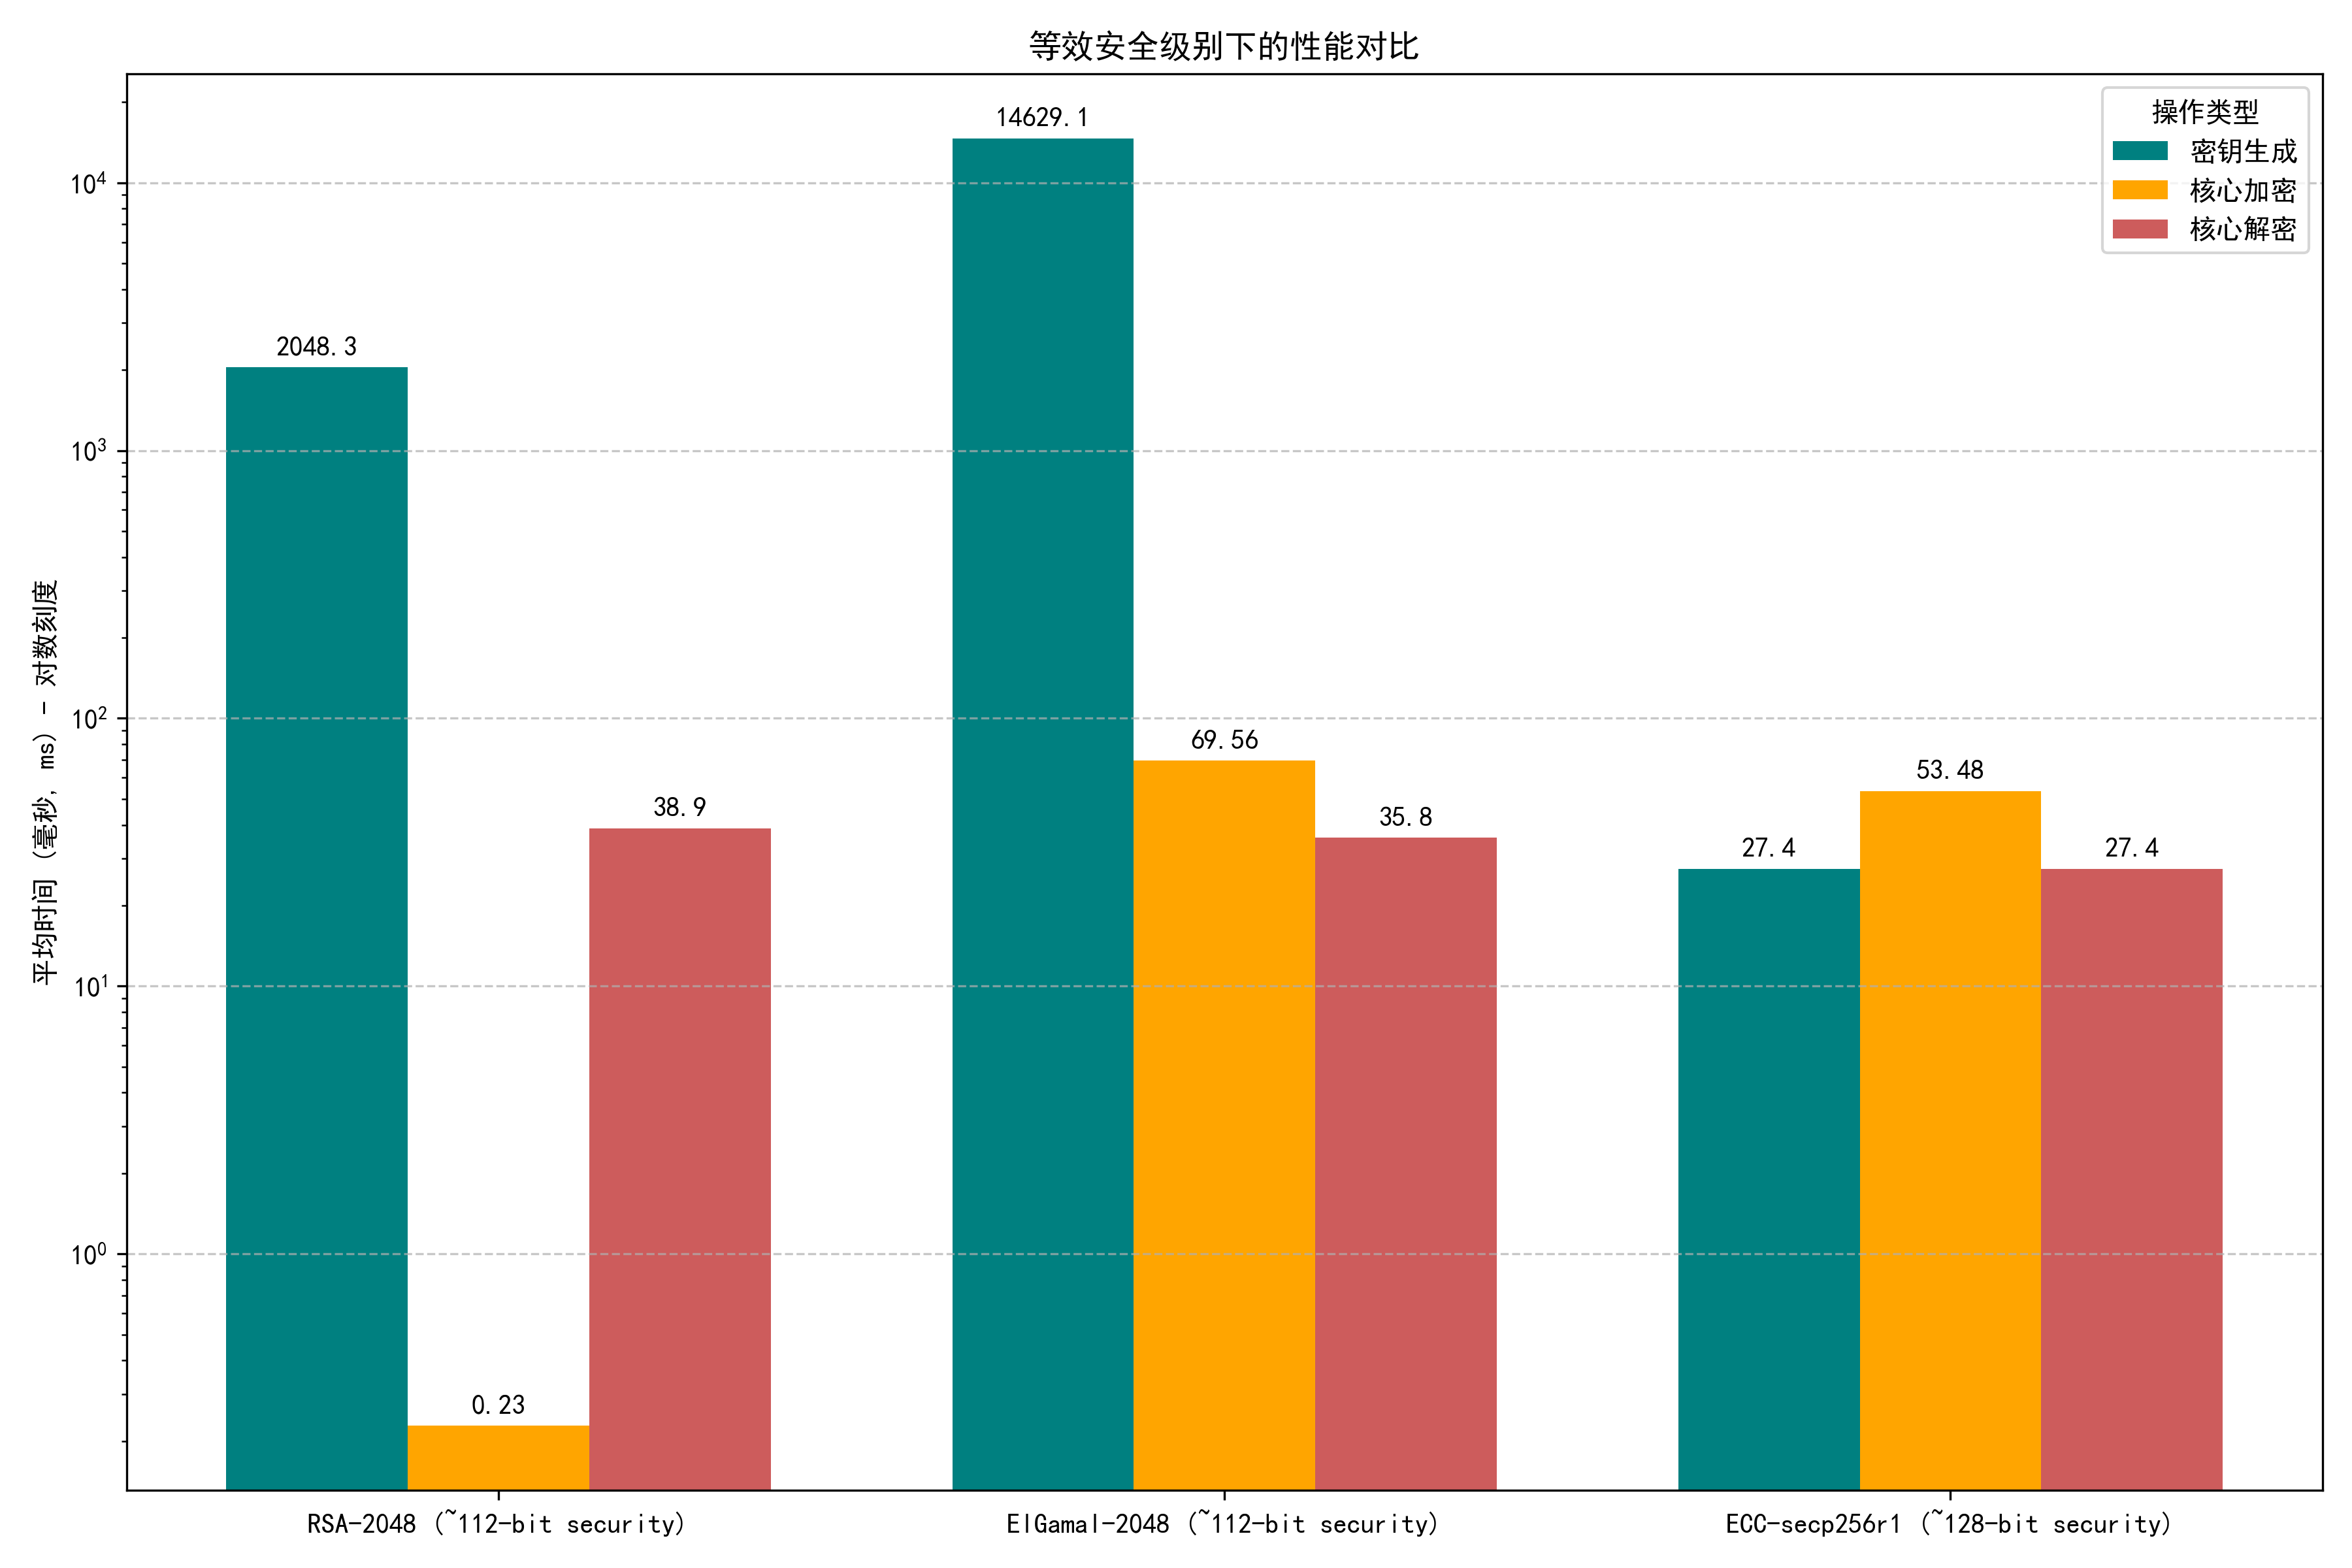 等效安全级别下的性能对比
操作类型
密钥生成
核心加密
核心解密
平均时间 (毫秒, ms) - 对数刻度
10⁴
10³
10²
10¹
10⁰
2048.3
0.23
38.9
14629.1
69.56
35.8
27.4
53.48
27.4
RSA-2048 (~112-bit security)
ElGamal-2048 (~112-bit security)
ECC-secp256r1 (~128-bit security)